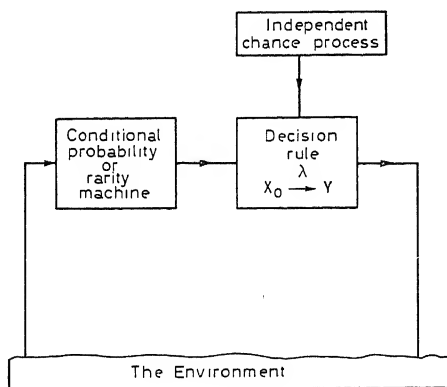 Independent
chance process
Conditional
probability
or
rarity
machine
Decision
rule
λ
X₀ → Y
The Environment